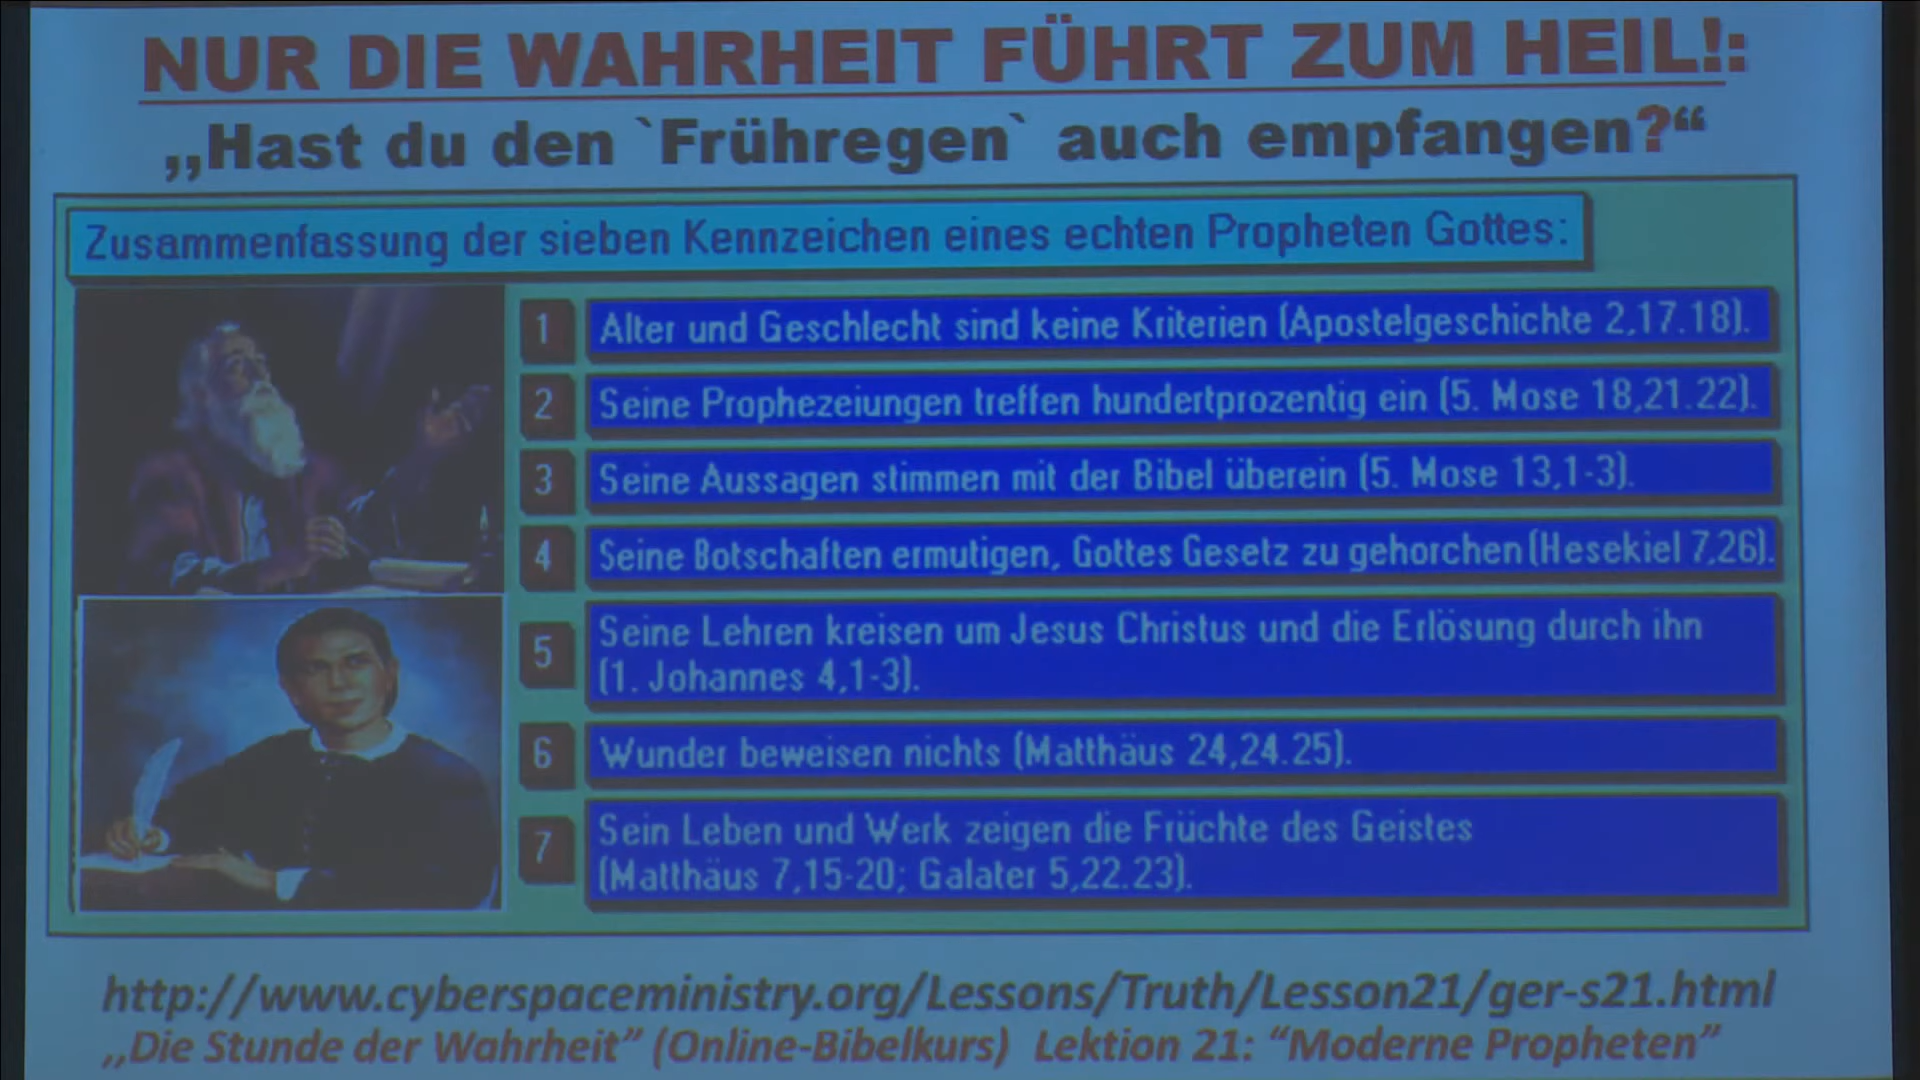 NUR DIE WAHRHEIT FÜHRT ZUM HEIL!:
„Hast du den `Frühregen` auch empfangen?“
Zusammenfassung der sieben Kennzeichen eines echten Propheten Gottes:
1 Alter und Geschlecht sind keine Kriterien (Apostelgeschichte 2,17.18).
2 Seine Prophezeiungen treffen hundertprozentig ein (5. Mose 18,21.22).
3 Seine Aussagen stimmen mit der Bibel überein (5. Mose 13,1-3).
4 Seine Botschaften ermutigen, Gottes Gesetz zu gehorchen (Hesekiel 7,26).
5 Seine Lehren kreisen um Jesus Christus und die Erlösung durch ihn
(1. Johannes 4,1-3).
6 Wunder beweisen nichts (Matthäus 24,24.25).
7 Sein Leben und Werk zeigen die Früchte des Geistes
(Matthäus 7,15-20; Galater 5,22.23).
http://www.cyberspaceministry.org/Lessons/Truth/Lesson21/ger-s21.html
„Die Stunde der Wahrheit” (Online-Bibelkurs) Lektion 21: “Moderne Propheten”